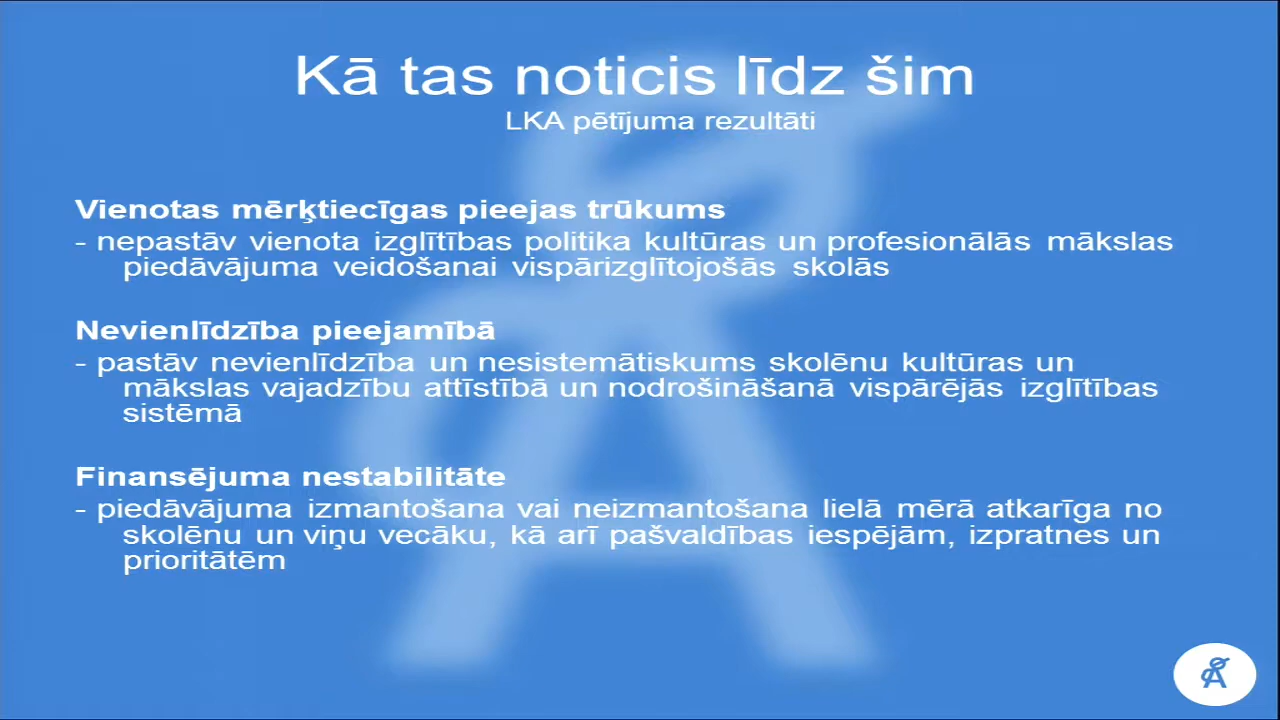 Kā tas noticis līdz šim
LKA pētījuma rezultāti
Vienotas mērķtiecīgas pieejas trūkums
- nepastāv vienota izglītības politika kultūras un profesionālās mākslas
piedāvājuma veidošanai vispārizglītojošās skolās
Nevienlīdzība pieejamībā
- pastāv nevienlīdzība un nesistemātiskums skolēnu kultūras un
mākslas vajadzību attīstībā un nodrošināšanā vispārējās izglītības
sistēmā
Finansējuma nestabilitāte
- piedāvājuma izmantošana vai neizmantošana lielā mērā atkarīga no
skolēnu un viņu vecāku, kā arī pašvaldības iespējām, izpratnes un
prioritātēm